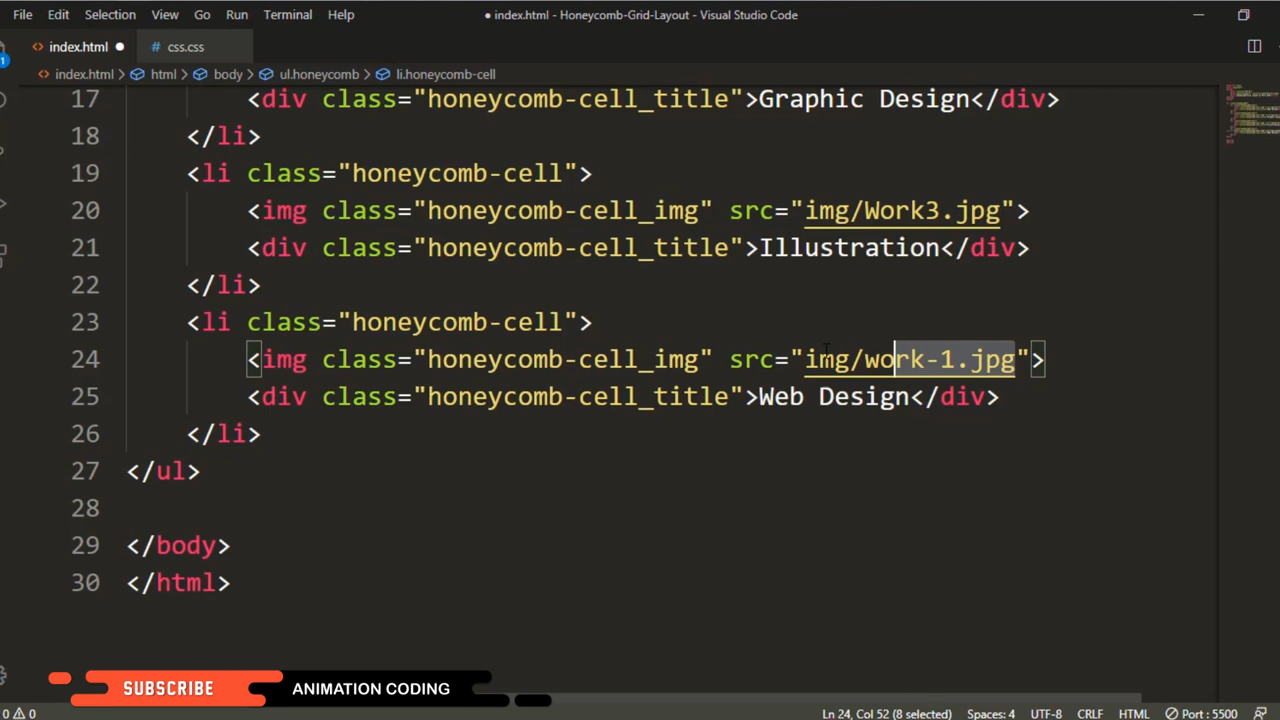 File Edit Selection View Go Run Terminal Help ● index.html - Honeycomb-Grid-Layout - Visual Studio Code
<> index.html ● # css.css
<> index.html > html > body > ul.honeycomb > li.honeycomb-cell
17 <div class="honeycomb-cell_title">Graphic Design</div>
18 </li>
19 <li class="honeycomb-cell">
20 <img class="honeycomb-cell_img" src="img/Work3.jpg">
21 <div class="honeycomb-cell_title">Illustration</div>
22 </li>
23 <li class="honeycomb-cell">
24 <img class="honeycomb-cell_img" src="img/work-1.jpg">
25 <div class="honeycomb-cell_title">Web Design</div>
26 </li>
27 </ul>
28
29 </body>
30 </html>
SUBSCRIBE ANIMATION CODING
0 ⚠ 0 Ln 24, Col 52 (8 selected) Spaces: 4 UTF-8 CRLF HTML Port : 5500